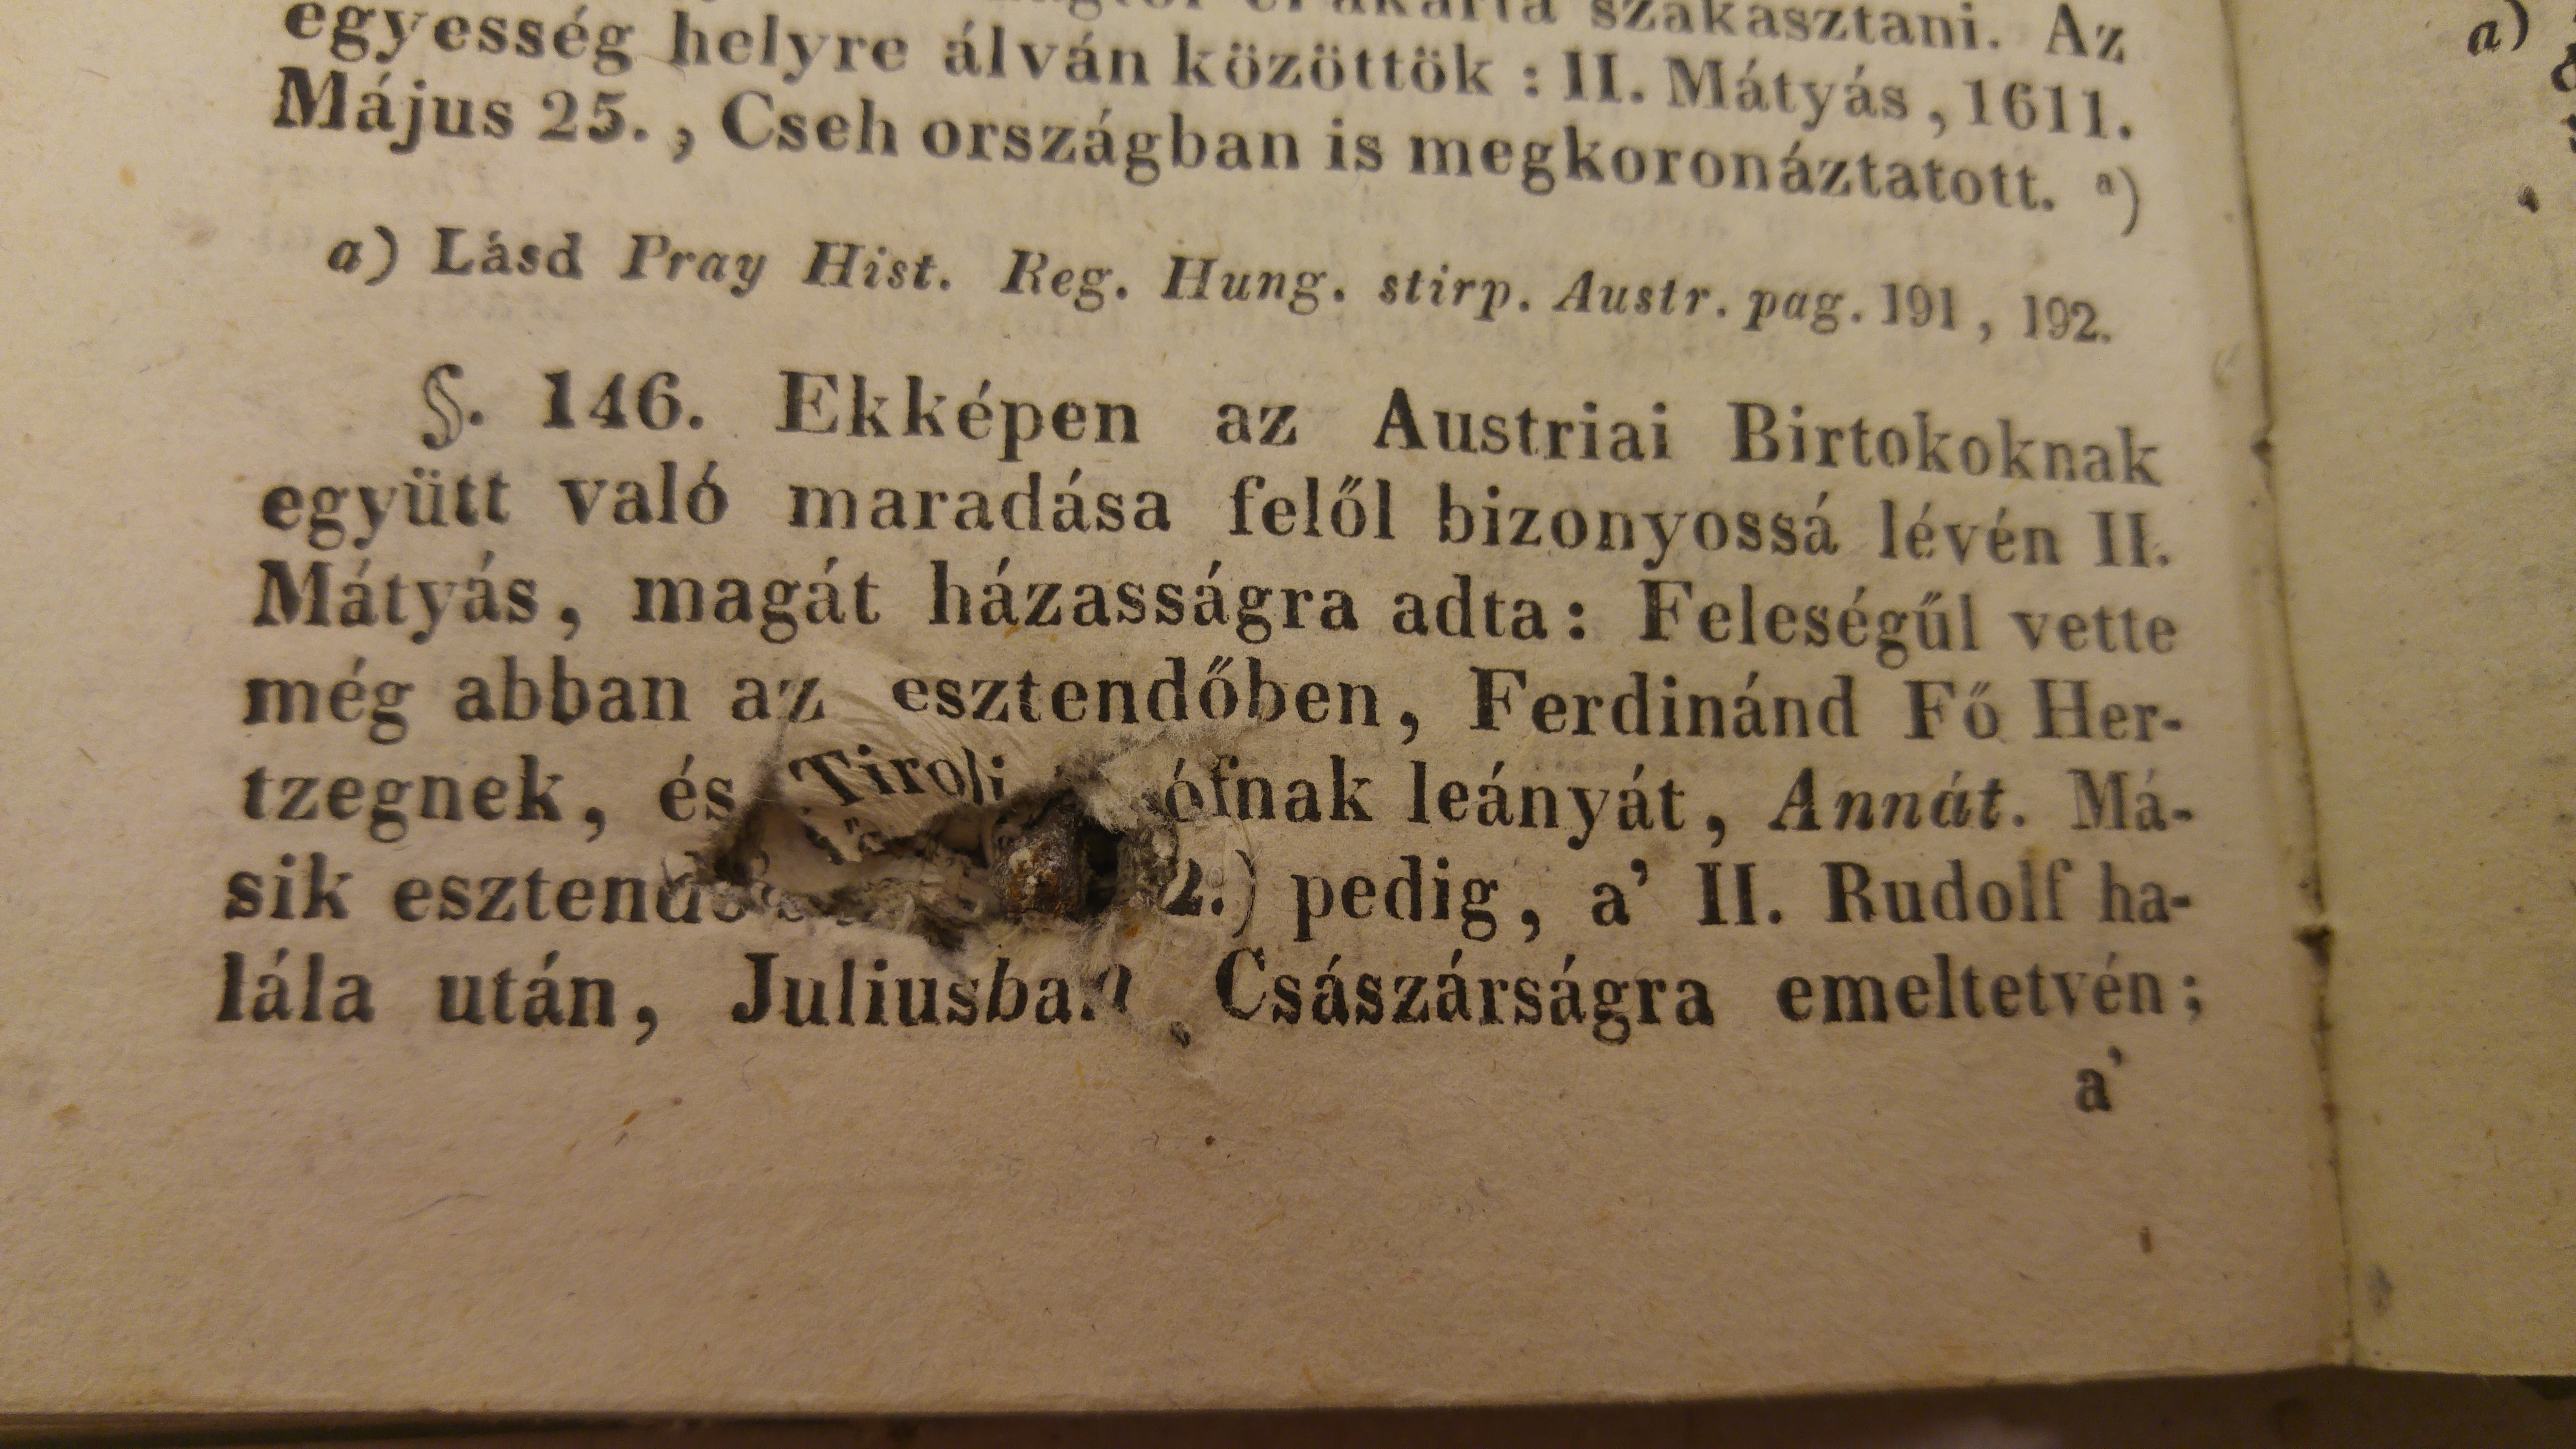 szakasztani. Az
egyesség helyre álván közöttök : II. Mátyás , 1611.
Május 25. , Cseh országban is megkoronáztatott. a)
a) Lásd Pray Hist. Reg. Hung. stirp. Austr. pag. 191 , 192.
§. 146. Ekképen az Austriai Birtokoknak
együtt való maradása felől bizonyossá lévén II.
Mátyás, magát házasságra adta: Feleségűl vette
még abban az esztendőben, Ferdinánd Fő Her-
tzegnek, és Tiroli leányát, Annát. Má-
sik 2.) pedig, a' II. Rudolf ha-
lála után, Juliusban Császárságra emeltetvén;
a'
a)